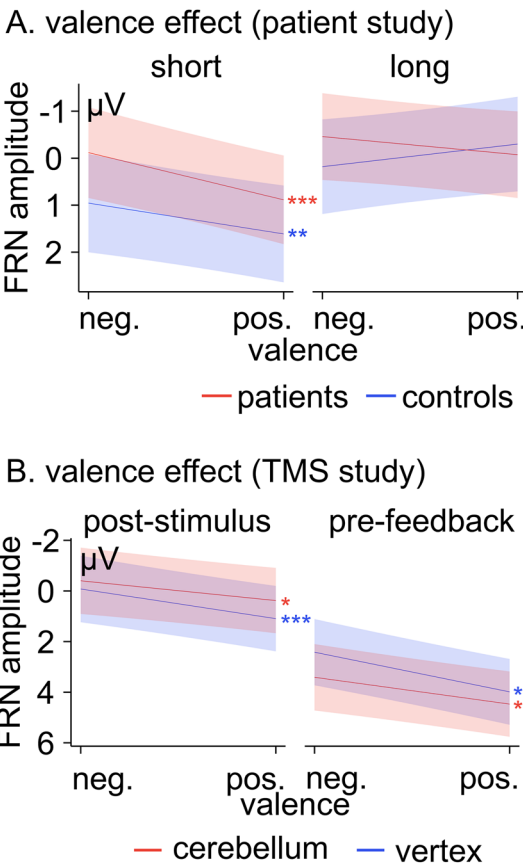 A. valence effect (patient study)
short long
-1 μV
0
1 ***
2 **
FRN amplitude
neg. pos. neg. pos.
valence
patients controls
B. valence effect (TMS study)
post-stimulus pre-feedback
-2 μV
0 *
2 ***
4 *
6 *
FRN amplitude
neg. pos. neg. pos.
valence
cerebellum vertex